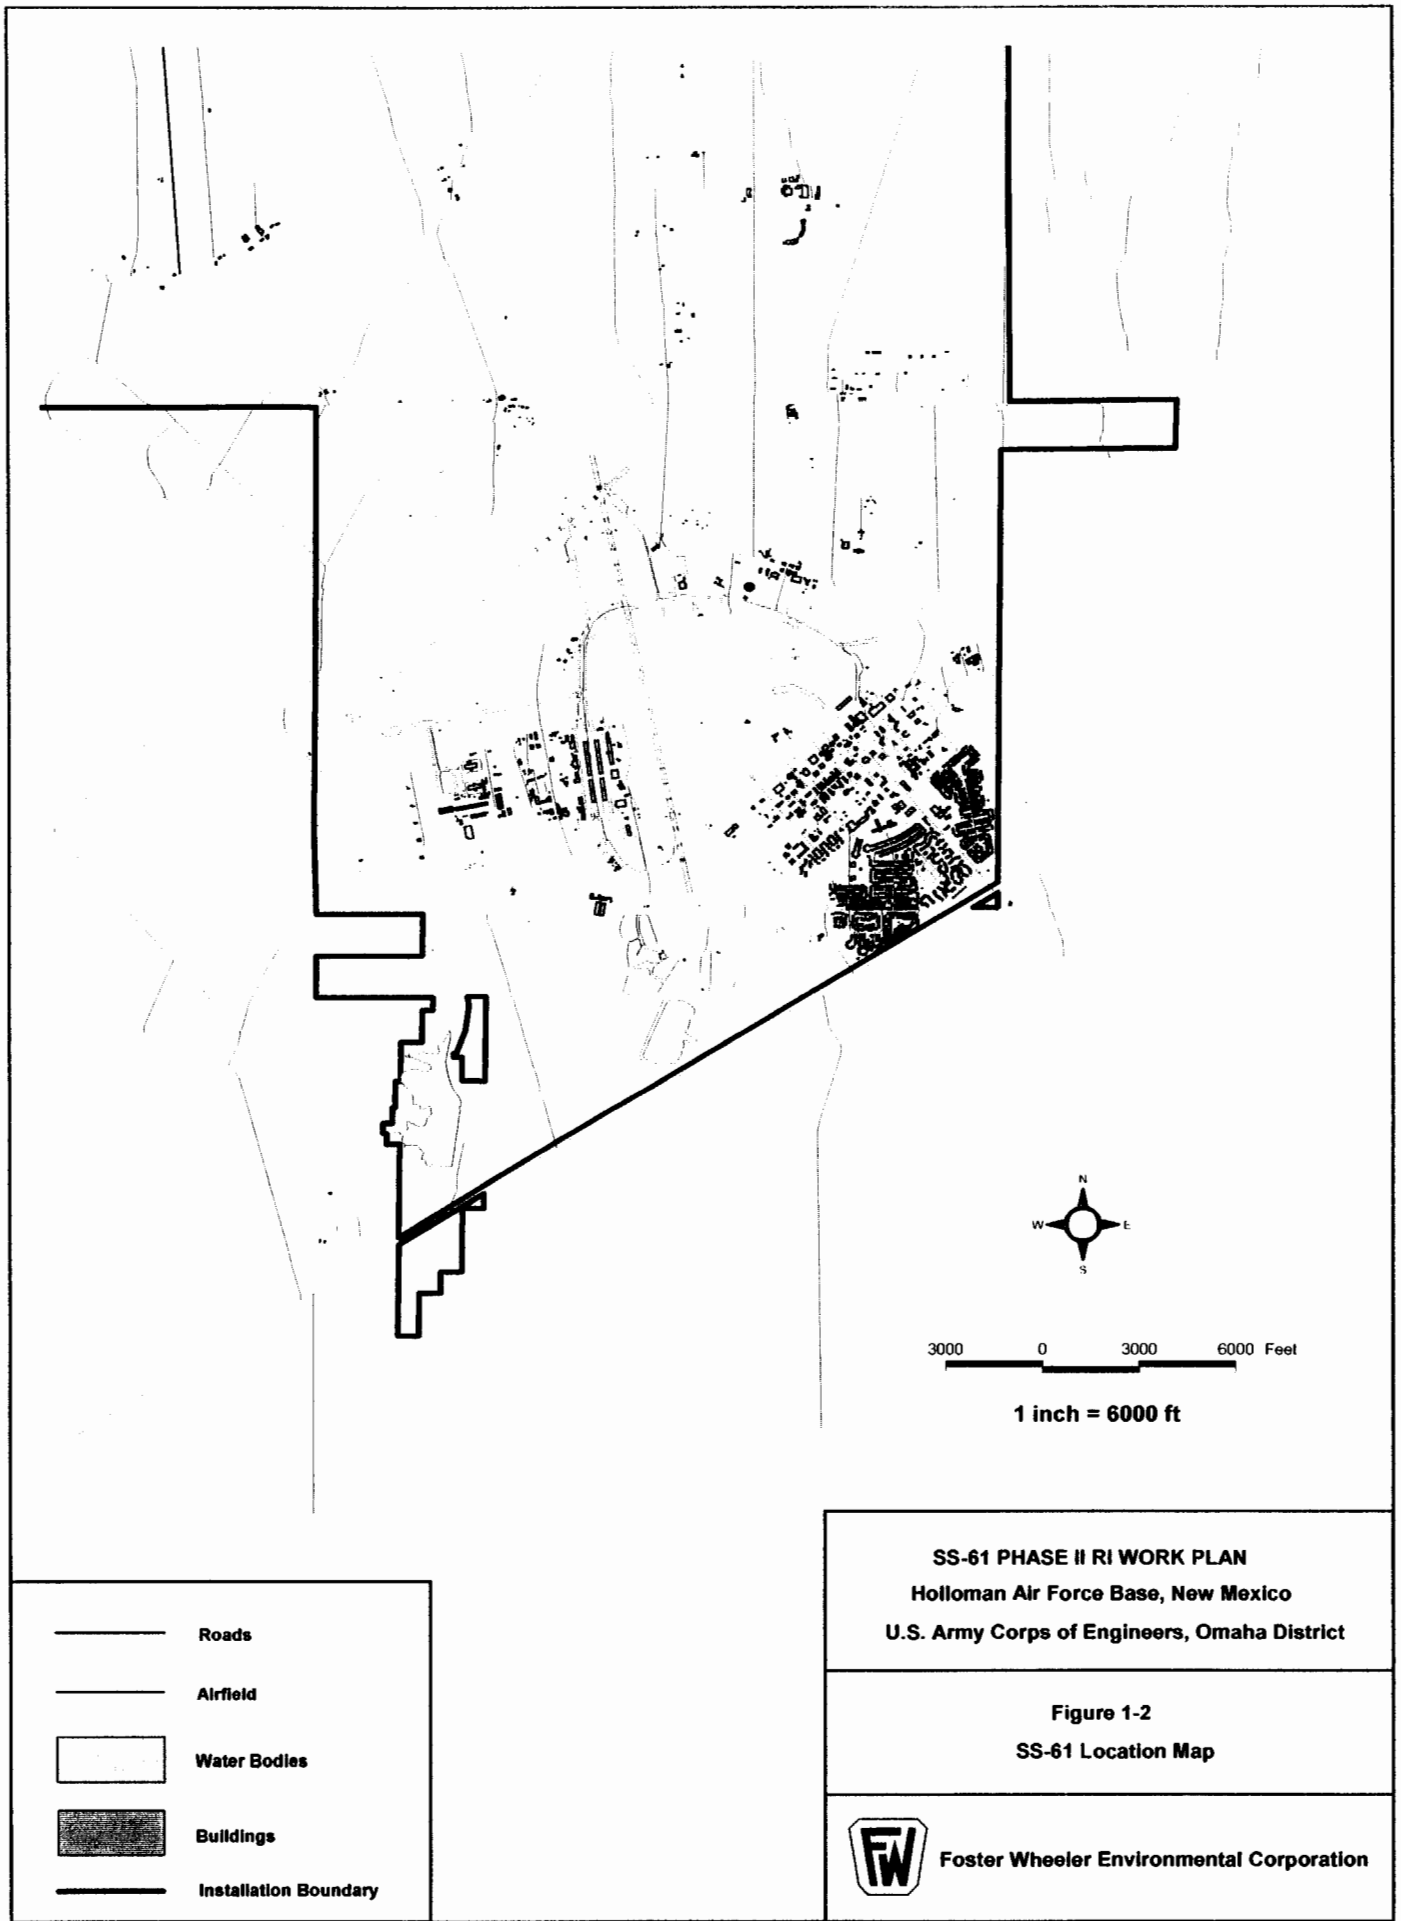 N
W E
S
3000 0 3000 6000 Feet
1 inch = 6000 ft
SS-61 PHASE II RI WORK PLAN
Holloman Air Force Base, New Mexico
U.S. Army Corps of Engineers, Omaha District
Figure 1-2
SS-61 Location Map
FW
Foster Wheeler Environmental Corporation
Roads
Airfield
Water Bodies
Buildings
Installation Boundary